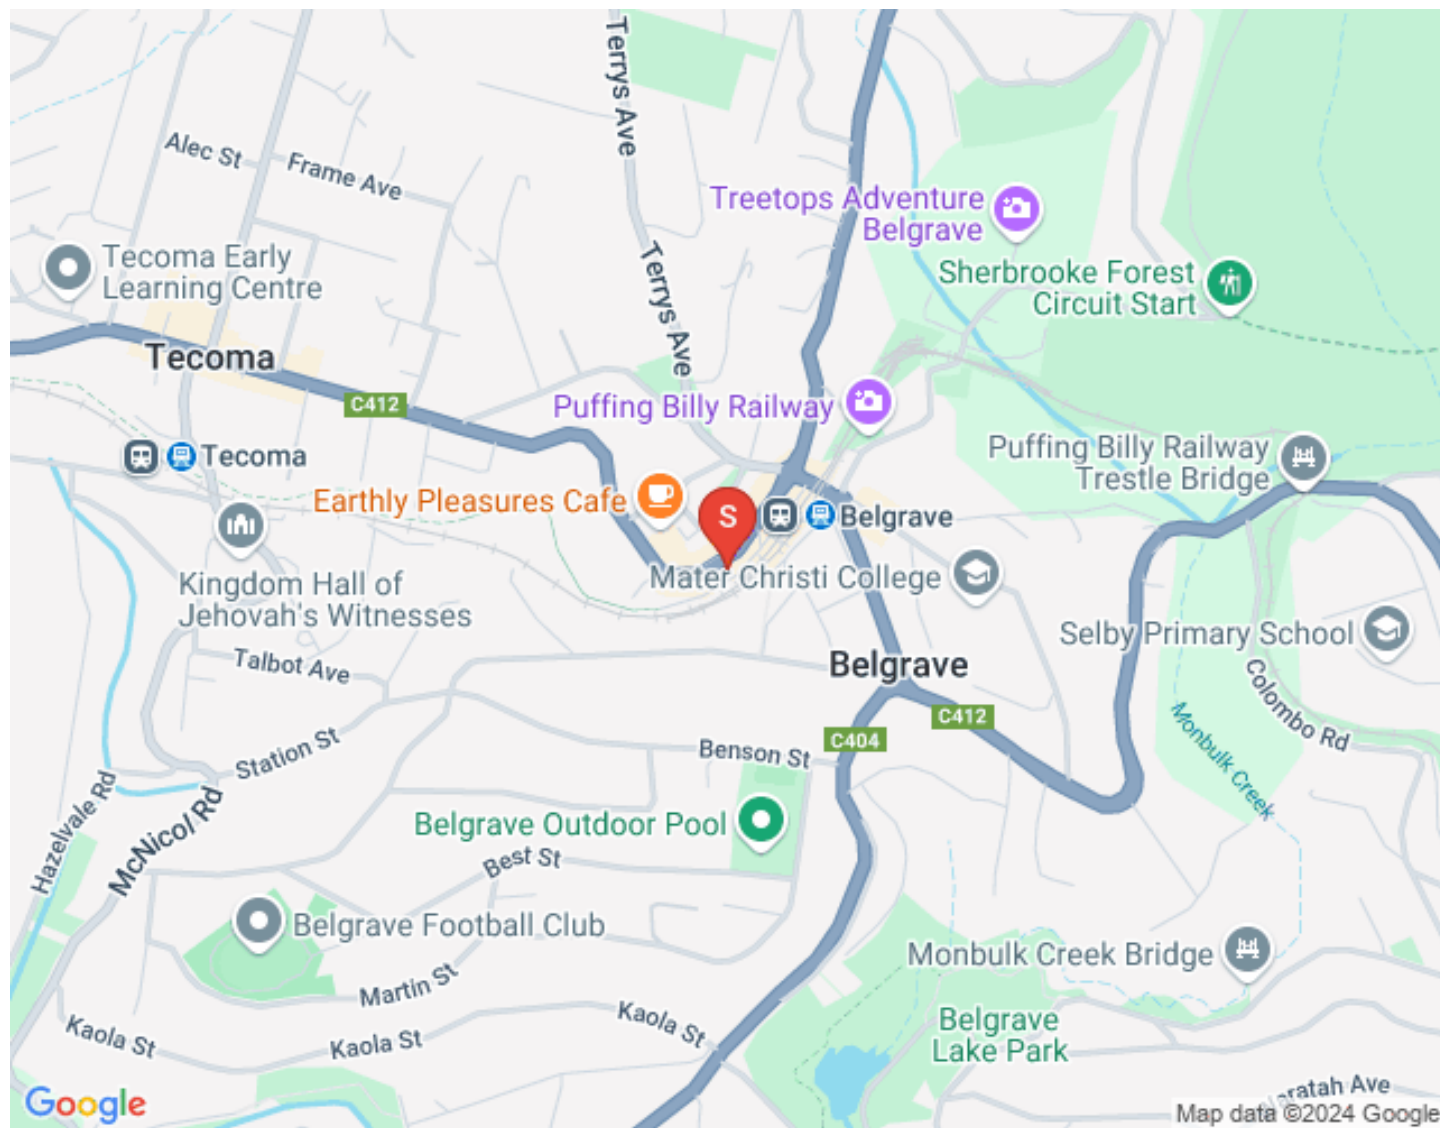 Terrys Ave
Alec St
Frame Ave
Treetops Adventure
Belgrave
Tecoma Early
Learning Centre
Terrys Ave
Sherbrooke Forest
Circuit Start
Tecoma
C412
Puffing Billy Railway
Tecoma
Puffing Billy Railway
Trestle Bridge
Earthly Pleasures Cafe
S
Belgrave
Kingdom Hall of
Jehovah's Witnesses
Mater Christi College
Selby Primary School
Talbot Ave
Belgrave
C412
Colombo Rd
Station St
Benson St
C404
Monbulk Creek
Hazelvale Rd
McNicol Rd
Belgrave Outdoor Pool
Best St
Belgrave Football Club
Monbulk Creek Bridge
Martin St
Kaola St
Kaola St
Kaola St
Belgrave
Lake Park
Google
Map data ©2024 Google